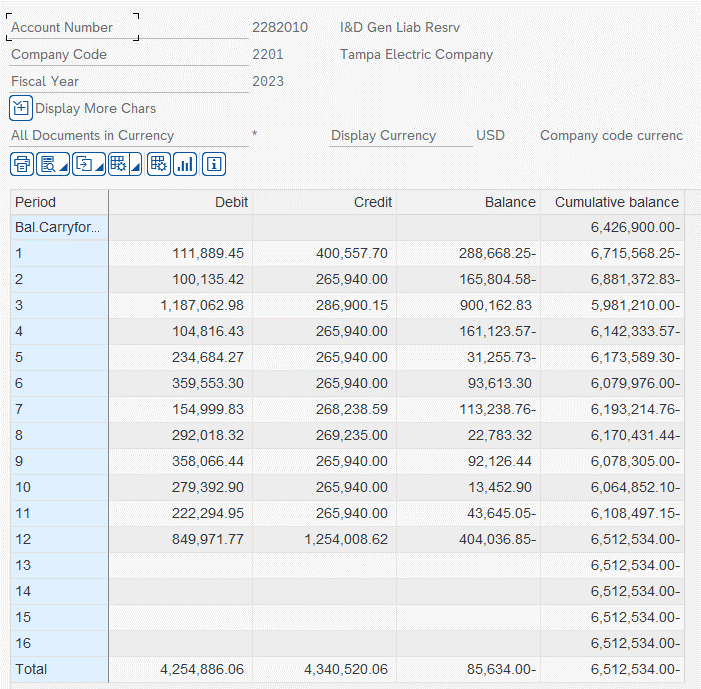 Account Number 2282010 I&D Gen Liab Resrv
Company Code 2201 Tampa Electric Company
Fiscal Year 2023
Display More Chars
All Documents in Currency * Display Currency USD Company code currenc
Period Debit Credit Balance Cumulative balance
Bal.Carryfor... 6,426,900.00-
1 111,889.45 400,557.70 288,668.25- 6,715,568.25-
2 100,135.42 265,940.00 165,804.58- 6,881,372.83-
3 1,187,062.98 286,900.15 900,162.83 5,981,210.00-
4 104,816.43 265,940.00 161,123.57- 6,142,333.57-
5 234,684.27 265,940.00 31,255.73- 6,173,589.30-
6 359,553.30 265,940.00 93,613.30 6,079,976.00-
7 154,999.83 268,238.59 113,238.76- 6,193,214.76-
8 292,018.32 269,235.00 22,783.32 6,170,431.44-
9 358,066.44 265,940.00 92,126.44 6,078,305.00-
10 279,392.90 265,940.00 13,452.90 6,064,852.10-
11 222,294.95 265,940.00 43,645.05- 6,108,497.15-
12 849,971.77 1,254,008.62 404,036.85- 6,512,534.00-
13 6,512,534.00-
14 6,512,534.00-
15 6,512,534.00-
16 6,512,534.00-
Total 4,254,886.06 4,340,520.06 85,634.00- 6,512,534.00-